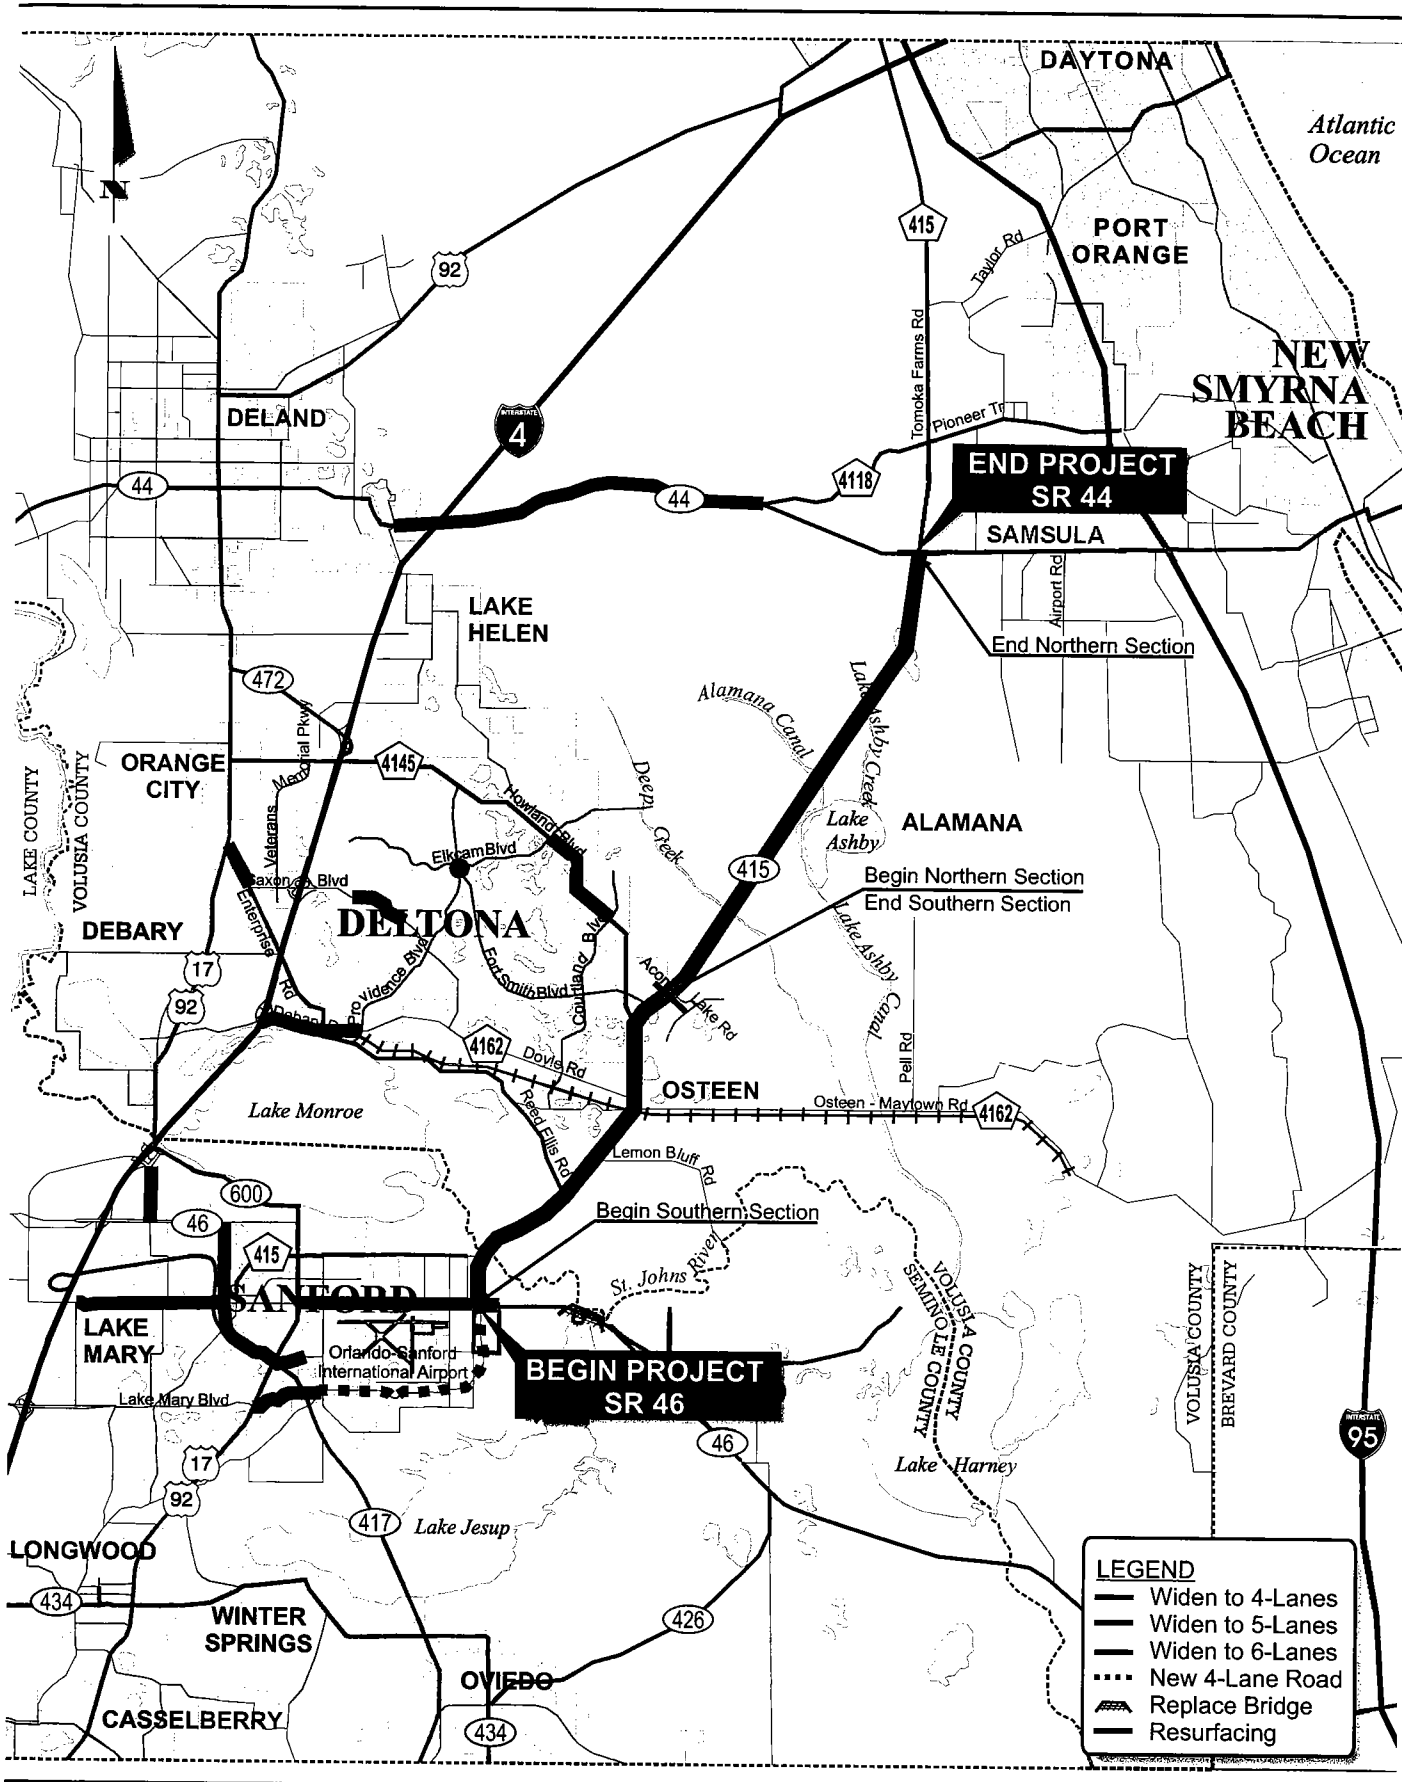 DAYTONA
Atlantic
Ocean
N
415
PORT
ORANGE
Taylor Rd
92
Tomoka Farms Rd
NEW
SMYRNA
BEACH
DELAND
INTERSTATE
4
Pioneer Tr
END PROJECT
SR 44
44
44
4118
SAMSULA
Airport Rd
LAKE
HELEN
End Northern Section
472
Alamana Canal
Lake Ashby Creek
Memorial Pkwy
Veterans
ORANGE
CITY
4145
Deep
Creek
Howland Blvd
LAKE COUNTY
VOLUSIA COUNTY
Lake
Ashby
ALAMANA
Elkcam Blvd
415
Saxon Blvd
Begin Northern Section
End Southern Section
DELTONA
Enterprise
Rd
DEBARY
Providence Blvd
Fort Smith Blvd
Courtland Blvd
Lake Ashby
Canal
17
92
Lake Rd
4162
Doyle Rd
Pell Rd
OSTEEN
Osteen - Maytown Rd
4162
Lake Monroe
Reed Ellis Rd
Lemon Bluff Rd
600
46
Begin Southern Section
415
St. Johns River
SANFORD
VOLUSIA COUNTY
SEMINOLE COUNTY
VOLUSIA COUNTY
BREVARD COUNTY
LAKE
MARY
Orlando-Sanford
International Airport
BEGIN PROJECT
SR 46
Lake Mary Blvd
46
INTERSTATE
95
17
92
Lake Harney
417
Lake Jesup
LONGWOOD
434
WINTER
SPRINGS
426
OVIEDO
CASSELBERRY
434
LEGEND
Widen to 4-Lanes
Widen to 5-Lanes
Widen to 6-Lanes
New 4-Lane Road
Replace Bridge
Resurfacing